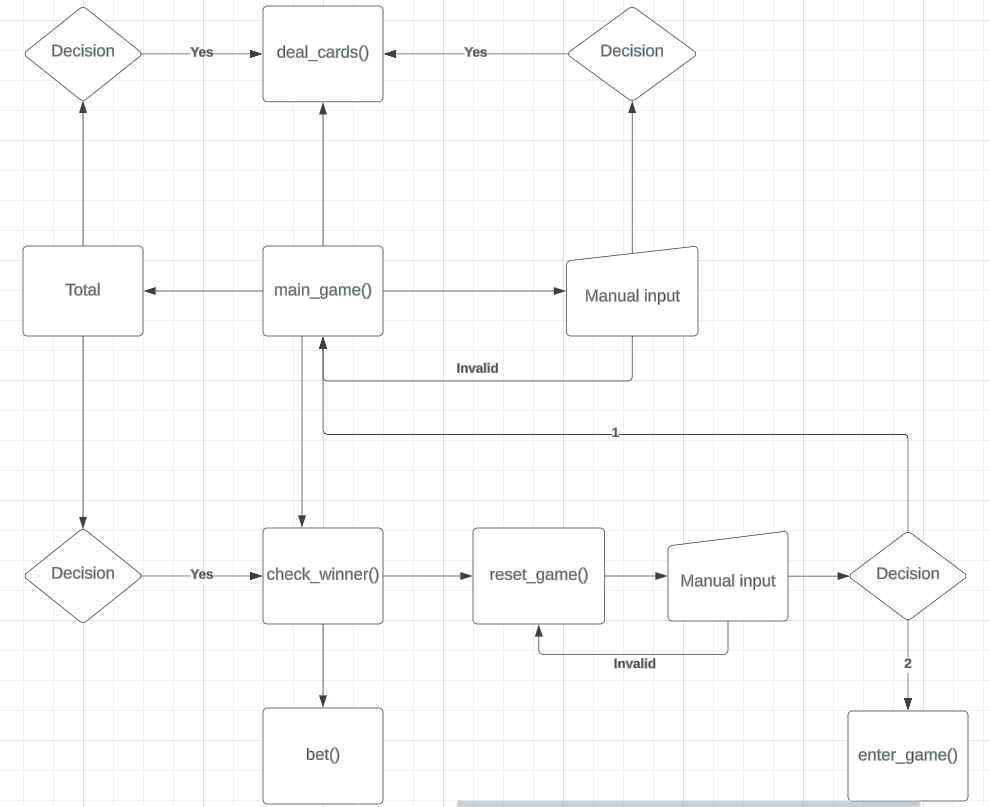 Decision
Yes
deal_cards()
Yes
Decision
Total
main_game()
Manual input
Invalid
1
Decision
Yes
check_winner()
reset_game()
Manual input
Decision
Invalid
2
bet()
enter_game()